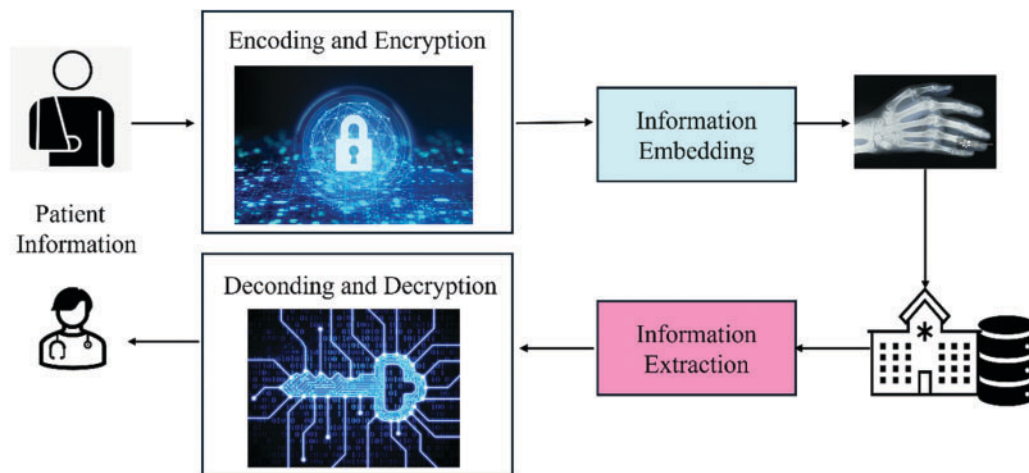 Encoding and Encryption
Information
Embedding
Patient
Information
Deconding and Decryption
Information
Extraction